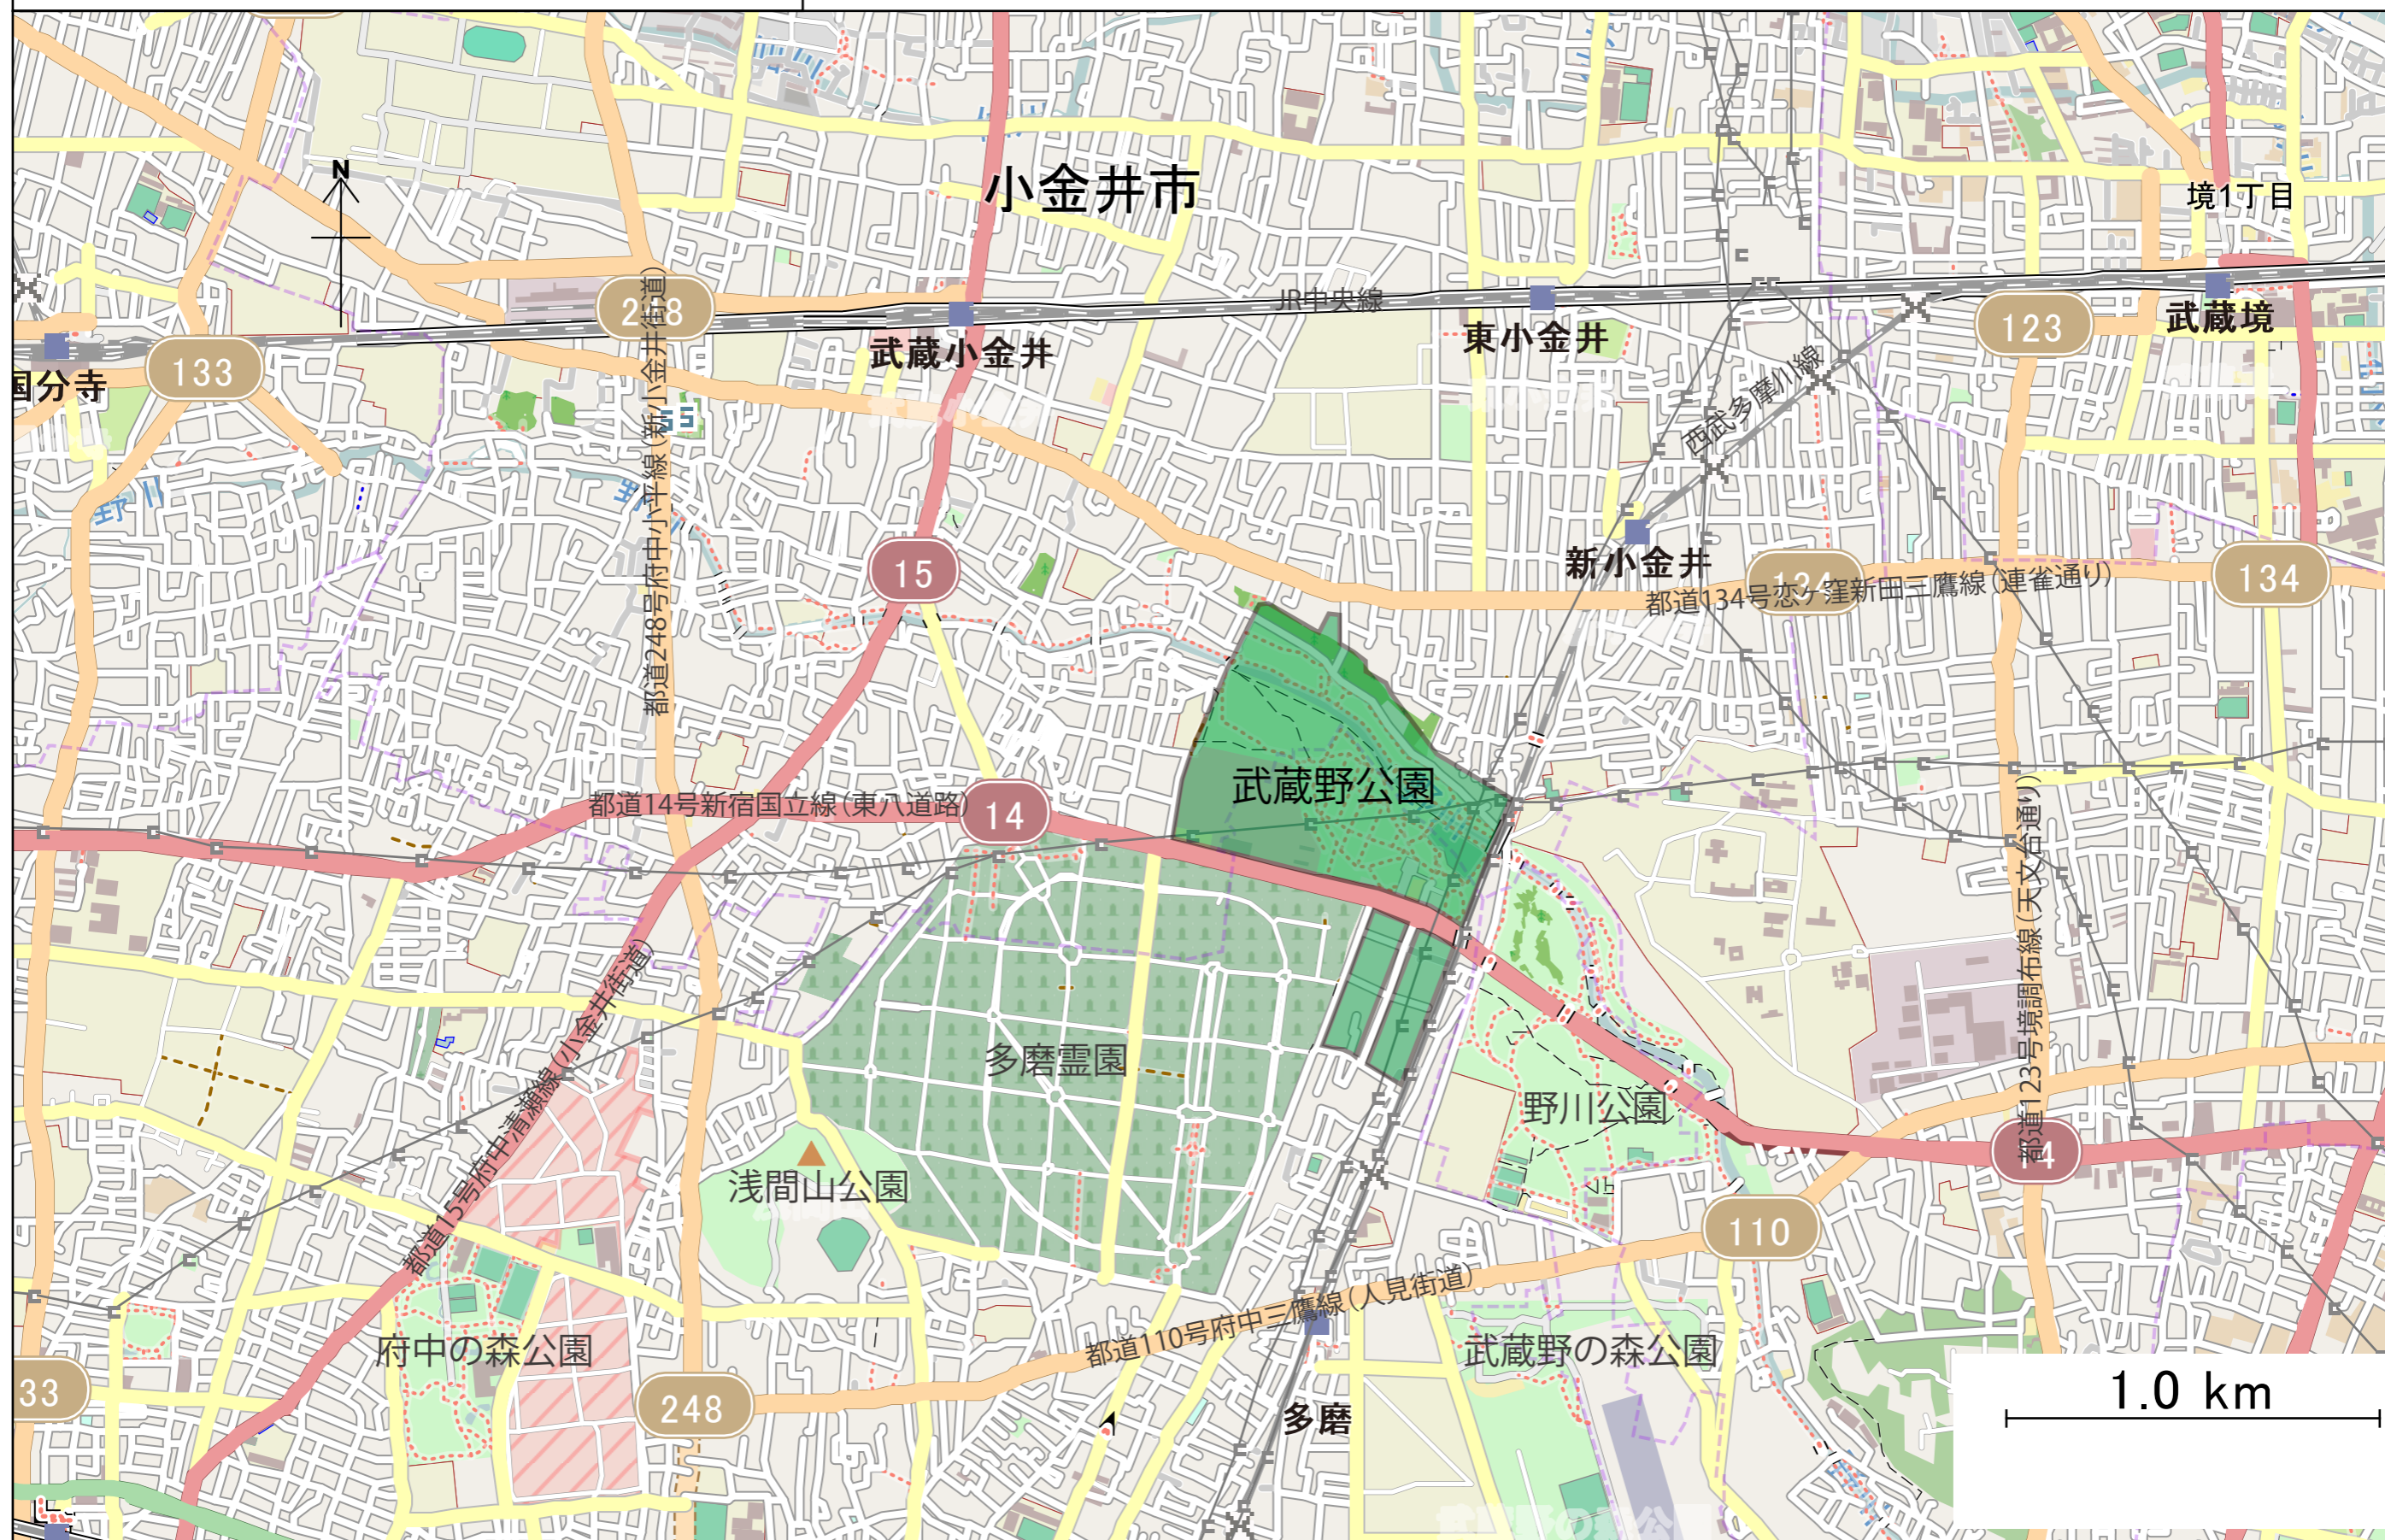 N
小金井市
境1丁目
248
JR中央線
東小金井
123
武蔵境
武蔵小金井
133
国分寺
西武多摩川線
野川
野川
15
新小金井
134
134
都道134号恋ヶ窪新田三鷹線（連雀通り）
都道248号府中小平線（新小金井街道）
武蔵野公園
都道14号新宿国立線（東八道路）
14
都道123号境調布線（天文台通り）
都道15号府中清瀬線（小金井街道）
多磨霊園
野川公園
14
浅間山公園
110
都道110号府中三鷹線（人見街道）
府中の森公園
武蔵野の森公園
33
248
多磨
1.0 km